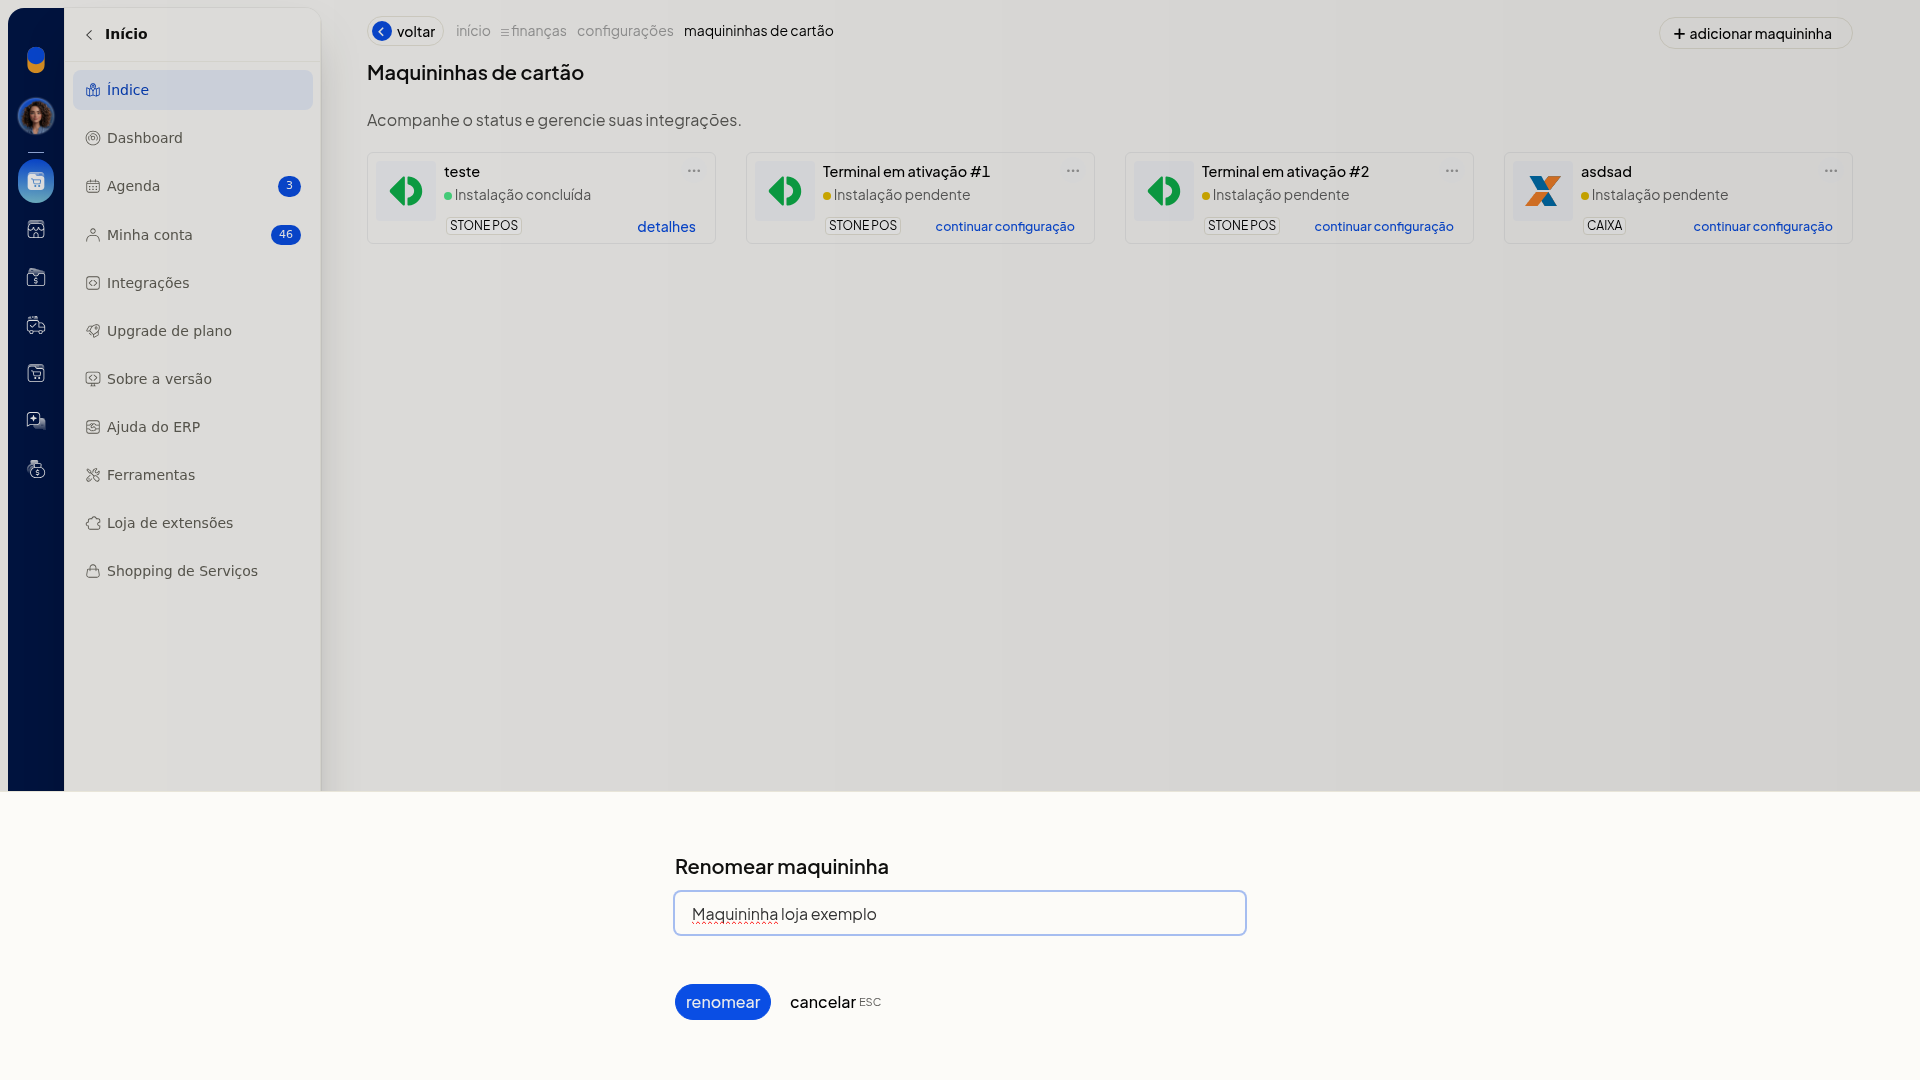 Início
Índice
Dashboard
Agenda 3
Minha conta 46
Integrações
Upgrade de plano
Sobre a versão
Ajuda do ERP
Ferramentas
Loja de extensões
Shopping de Serviços
voltar início finanças configurações maquininhas de cartão
+ adicionar maquininha
Maquininhas de cartão
Acompanhe o status e gerencie suas integrações.
teste ...
Instalação concluída
STONE POS detalhes
Terminal em ativação #1 ...
Instalação pendente
STONE POS continuar configuração
Terminal em ativação #2 ...
Instalação pendente
STONE POS continuar configuração
asdsad ...
Instalação pendente
CAIXA continuar configuração
Renomear maquininha
Maquininha loja exemplo
renomear cancelar ESC